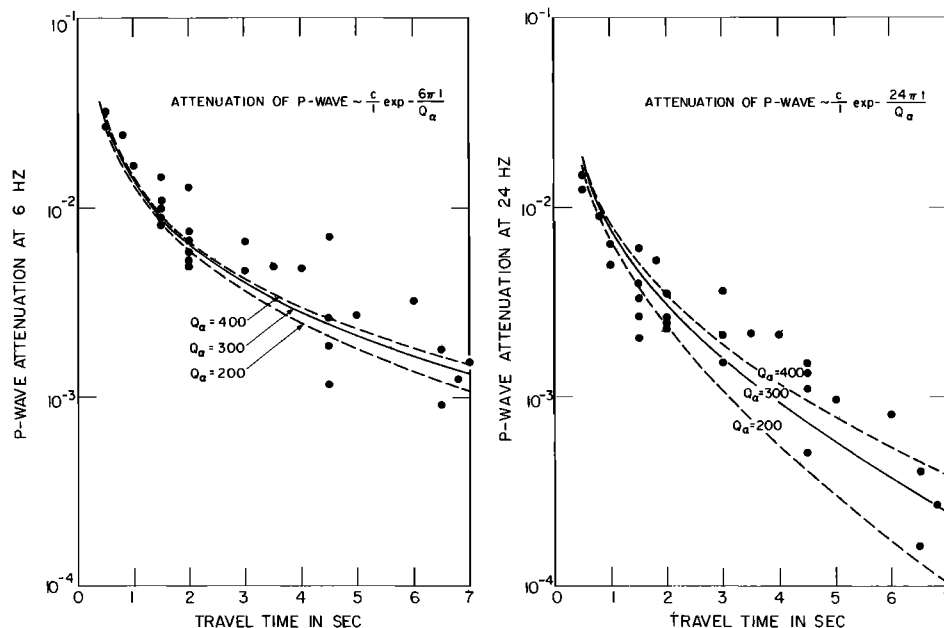 10⁻¹
ATTENUATION OF P-WAVE ~ c/t exp - 6πt/Qα
10⁻²
10⁻³
10⁻⁴
P-WAVE ATTENUATION AT 6 HZ
Qα = 400
Qα = 300
Qα = 200
0 1 2 3 4 5 6 7
TRAVEL TIME IN SEC
10⁻¹
ATTENUATION OF P-WAVE ~ c/t exp - 24πt/Qα
10⁻²
10⁻³
10⁻⁴
P-WAVE ATTENUATION AT 24 HZ
Qα=400
Qα=300
Qα=200
0 1 2 3 4 5 6 7
TRAVEL TIME IN SEC